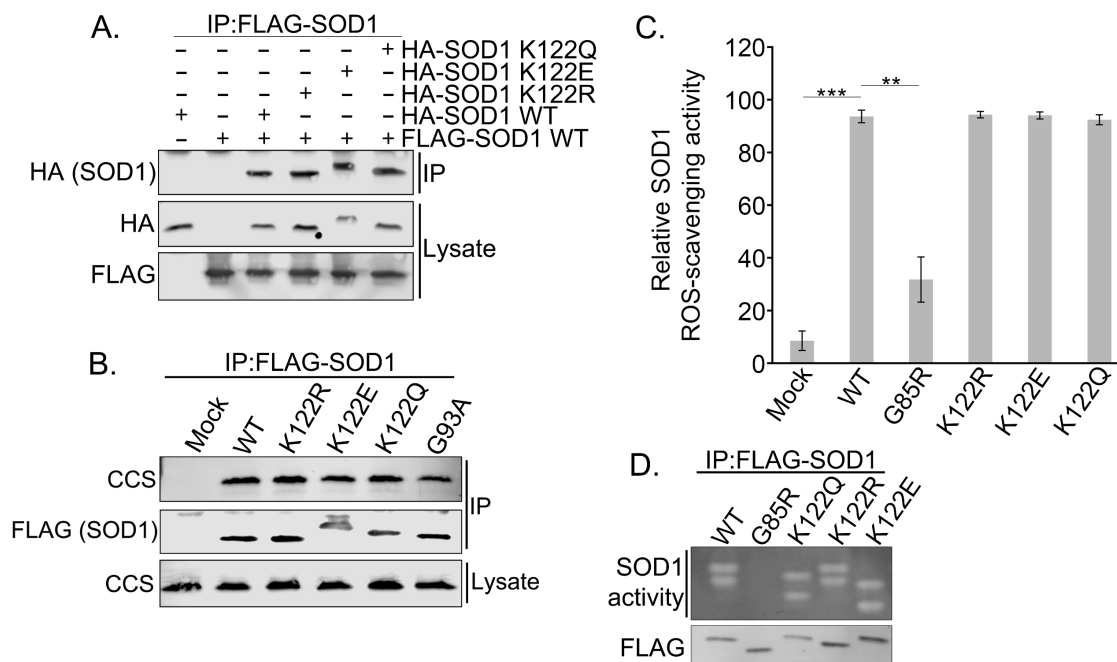 A.
IP:FLAG-SOD1
– – – – – + HA-SOD1 K122Q
– – – – + – HA-SOD1 K122E
– – – + – – HA-SOD1 K122R
+ – + – – – HA-SOD1 WT
– + + + + + FLAG-SOD1 WT
HA (SOD1)
IP
HA
FLAG
Lysate
B.
IP:FLAG-SOD1
Mock WT K122R K122E K122Q G93A
CCS
FLAG (SOD1)
IP
CCS
Lysate
C.
Relative SOD1
ROS-scavenging activity
120
100
80
60
40
20
0
***
**
Mock WT G85R K122R K122E K122Q
D.
IP:FLAG-SOD1
WT G85R K122Q K122R K122E
SOD1
activity
FLAG